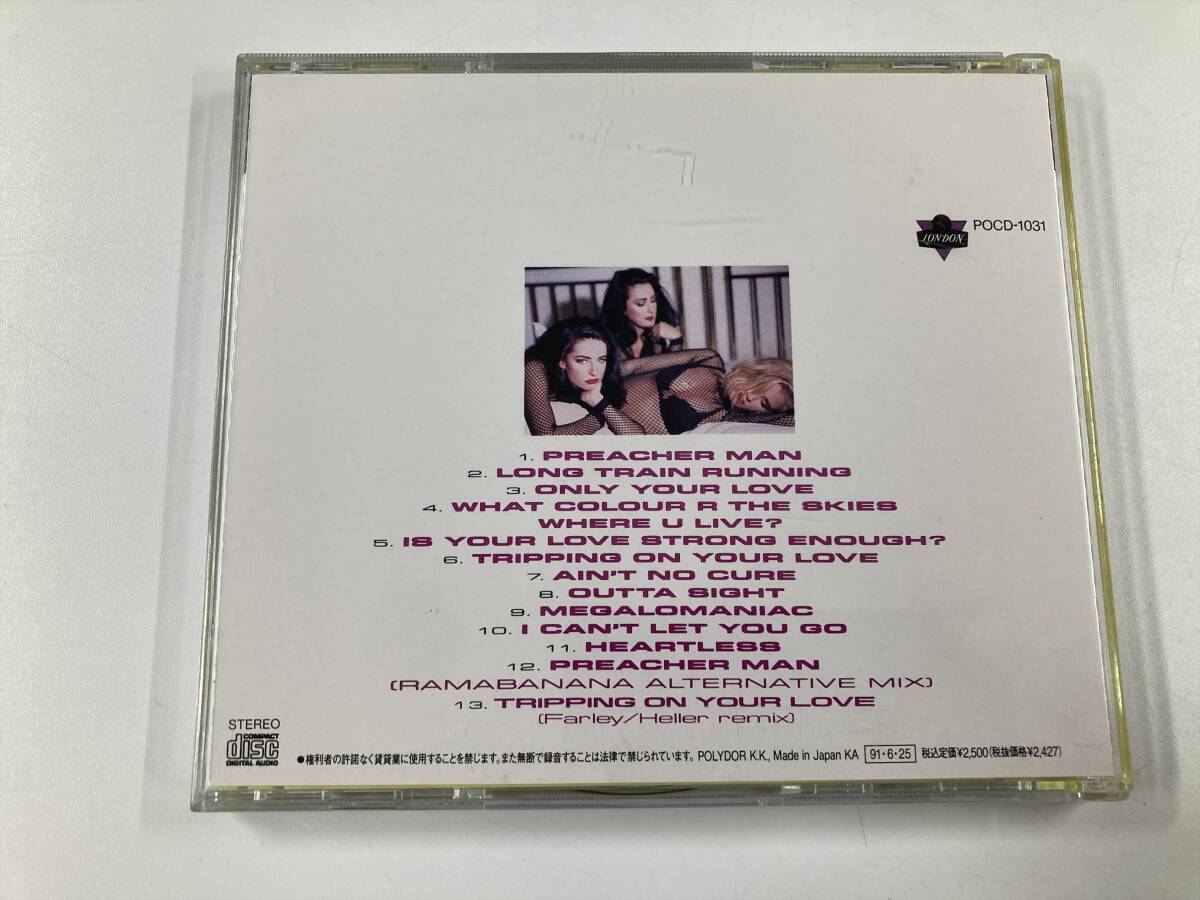 LONDON
POCD-1031
1. PREACHER MAN
2. LONG TRAIN RUNNING
3. ONLY YOUR LOVE
4. WHAT COLOUR R THE SKIES
WHERE U LIVE?
5. IS YOUR LOVE STRONG ENOUGH?
6. TRIPPING ON YOUR LOVE
7. AIN'T NO CURE
8. OUTTA SIGHT
9. MEGALOMANIAC
10. I CAN'T LET YOU GO
11. HEARTLESS
12. PREACHER MAN
(RAMABANANA ALTERNATIVE MIX)
13. TRIPPING ON YOUR LOVE
(Farley/Heller remix)
STEREO
COMPACT
disc
DIGITAL AUDIO
●権利者の許諾なく賃貸業に使用することを禁じます。また無断で録音することは法律で禁じられています。 POLYDOR K.K., Made in Japan KA 91・6・25 税込定価¥2,500(税抜価格¥2,427)